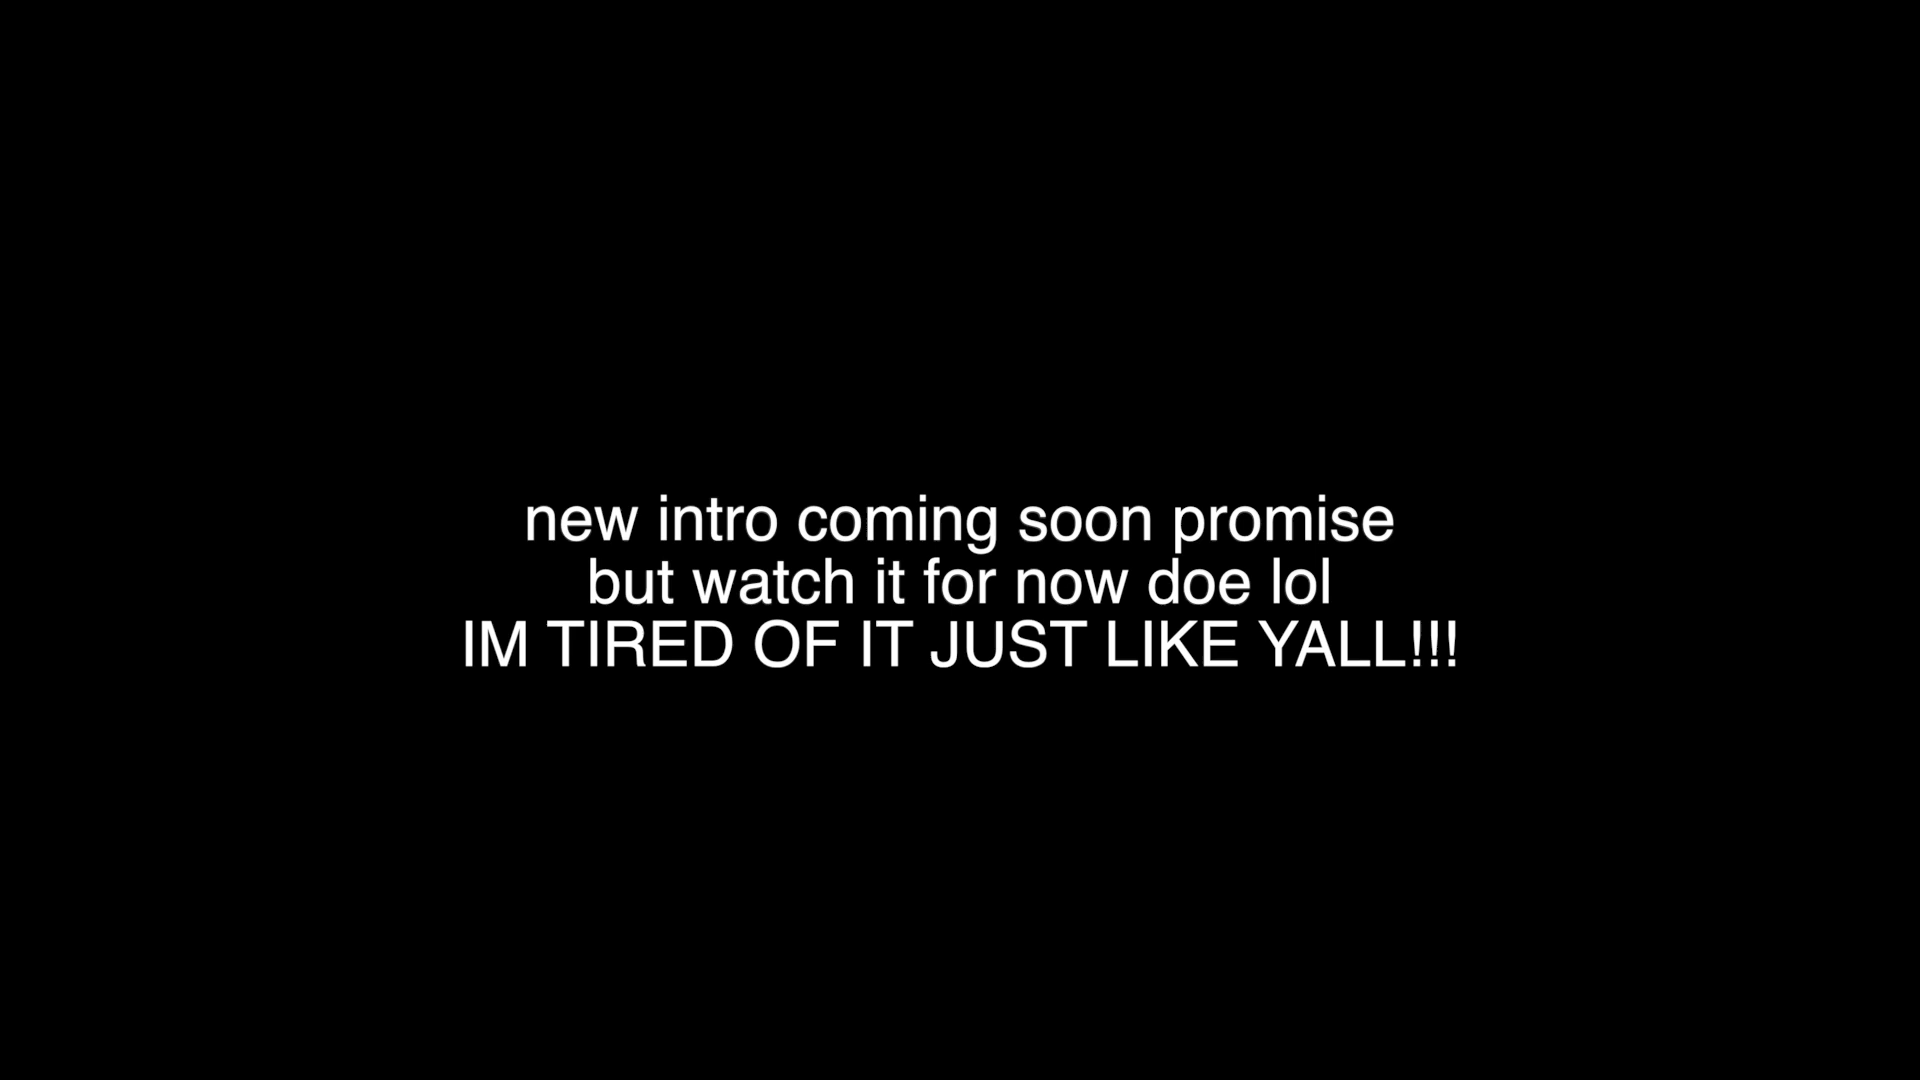 new intro coming soon promise
but watch it for now doe lol
IM TIRED OF IT JUST LIKE YALL!!!